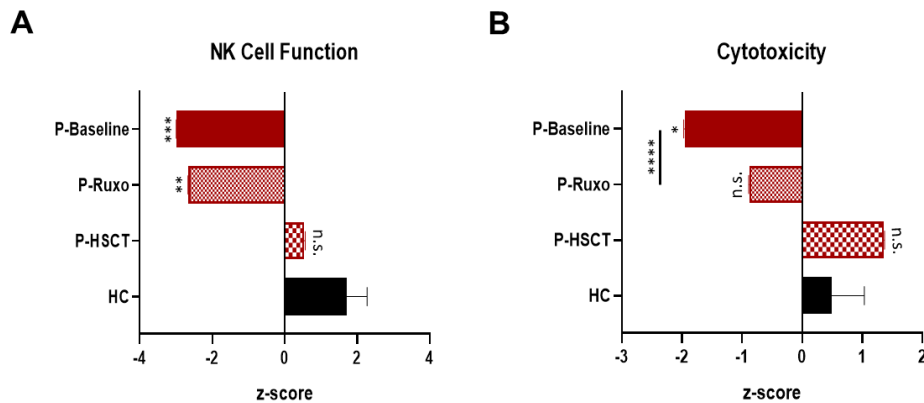 A
NK Cell Function
P-Baseline
***
P-Ruxo
**
P-HSCT
n.s.
HC
-4 -2 0 2 4
z-score
B
Cytotoxicity
P-Baseline
*
****
P-Ruxo
n.s.
P-HSCT
n.s.
HC
-3 -2 -1 0 1 2
z-score